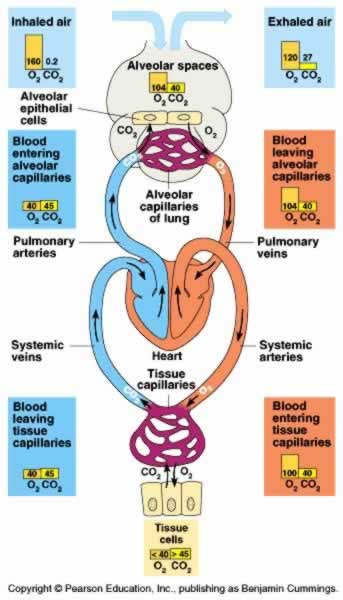 Inhaled air
160 0.2
O2 CO2
Exhaled air
120 27
O2 CO2
Alveolar spaces
104 40
O2 CO2
Alveolar
epithelial
cells
CO2
O2
Blood
entering
alveolar
capillaries
40 45
O2 CO2
CO2
O2
Blood
leaving
alveolar
capillaries
104 40
O2 CO2
Alveolar
capillaries
of lung
Pulmonary
arteries
Pulmonary
veins
Systemic
veins
Heart
Systemic
arteries
Tissue
capillaries
CO2
O2
Blood
leaving
tissue
capillaries
40 45
O2 CO2
Blood
entering
tissue
capillaries
100 40
O2 CO2
CO2 O2
Tissue
cells
< 40 > 45
O2 CO2
Copyright © Pearson Education, Inc., publishing as Benjamin Cummings.